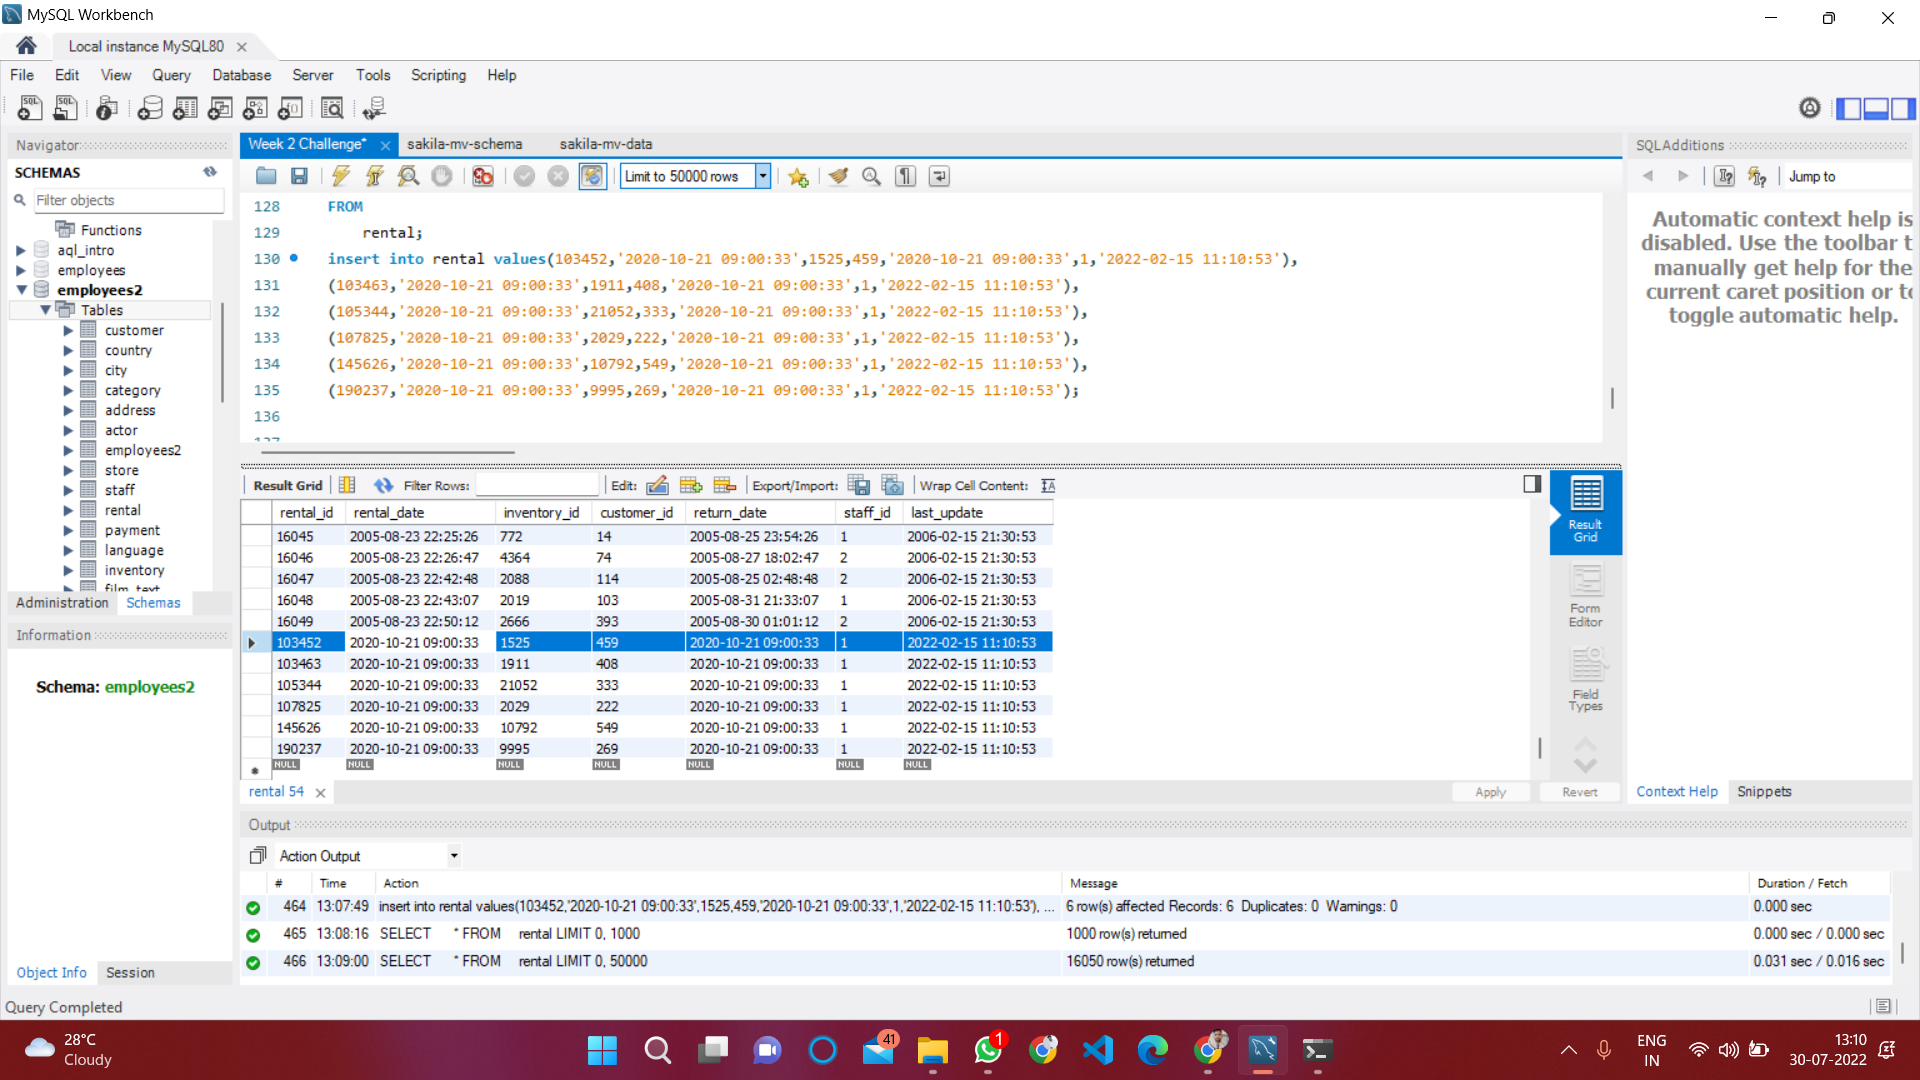 MySQL Workbench
Local instance MySQL80
File Edit View Query Database Server Tools Scripting Help
Navigator
SCHEMAS
Filter objects
Functions
aql_intro
employees
employees2
Tables
customer
country
city
category
address
actor
employees2
store
staff
rental
payment
language
inventory
film_text
Administration Schemas
Information
Schema: employees2
Object Info Session
Query Completed
Week 2 Challenge* sakila-mv-schema sakila-mv-data
Limit to 50000 rows
128 FROM
129 rental;
130 insert into rental values(103452,'2020-10-21 09:00:33',1525,459,'2020-10-21 09:00:33',1,'2022-02-15 11:10:53'),
131 (103463,'2020-10-21 09:00:33',1911,408,'2020-10-21 09:00:33',1,'2022-02-15 11:10:53'),
132 (105344,'2020-10-21 09:00:33',21052,333,'2020-10-21 09:00:33',1,'2022-02-15 11:10:53'),
133 (107825,'2020-10-21 09:00:33',2029,222,'2020-10-21 09:00:33',1,'2022-02-15 11:10:53'),
134 (145626,'2020-10-21 09:00:33',10792,549,'2020-10-21 09:00:33',1,'2022-02-15 11:10:53'),
135 (190237,'2020-10-21 09:00:33',9995,269,'2020-10-21 09:00:33',1,'2022-02-15 11:10:53');
136
137
Result Grid Filter Rows: Edit: Export/Import: Wrap Cell Content:
rental_id rental_date inventory_id customer_id return_date staff_id last_update
16045 2005-08-23 22:25:26 772 14 2005-08-25 23:54:26 1 2006-02-15 21:30:53
16046 2005-08-23 22:26:47 4364 74 2005-08-27 18:02:47 2 2006-02-15 21:30:53
16047 2005-08-23 22:42:48 2088 114 2005-08-25 02:48:48 2 2006-02-15 21:30:53
16048 2005-08-23 22:43:07 2019 103 2005-08-31 21:33:07 1 2006-02-15 21:30:53
16049 2005-08-23 22:50:12 2666 393 2005-08-30 01:01:12 2 2006-02-15 21:30:53
103452 2020-10-21 09:00:33 1525 459 2020-10-21 09:00:33 1 2022-02-15 11:10:53
103463 2020-10-21 09:00:33 1911 408 2020-10-21 09:00:33 1 2022-02-15 11:10:53
105344 2020-10-21 09:00:33 21052 333 2020-10-21 09:00:33 1 2022-02-15 11:10:53
107825 2020-10-21 09:00:33 2029 222 2020-10-21 09:00:33 1 2022-02-15 11:10:53
145626 2020-10-21 09:00:33 10792 549 2020-10-21 09:00:33 1 2022-02-15 11:10:53
190237 2020-10-21 09:00:33 9995 269 2020-10-21 09:00:33 1 2022-02-15 11:10:53
NULL NULL NULL NULL NULL NULL NULL
Result
Grid
Form
Editor
Field
Types
rental 54
Apply Revert
SQLAdditions
Jump to
Automatic context help is
disabled. Use the toolbar t
manually get help for the
current caret position or to
toggle automatic help.
Context Help Snippets
Output
Action Output
# Time Action Message Duration / Fetch
464 13:07:49 insert into rental values(103452,'2020-10-21 09:00:33',1525,459,'2020-10-21 09:00:33',1,'2022-02-15 11:10:53'), ... 6 row(s) affected Records: 6 Duplicates: 0 Warnings: 0 0.000 sec
465 13:08:16 SELECT * FROM rental LIMIT 0, 1000 1000 row(s) returned 0.000 sec / 0.000 sec
466 13:09:00 SELECT * FROM rental LIMIT 0, 50000 16050 row(s) returned 0.031 sec / 0.016 sec
28°C
Cloudy
41
1
ENG
IN
13:10
30-07-2022